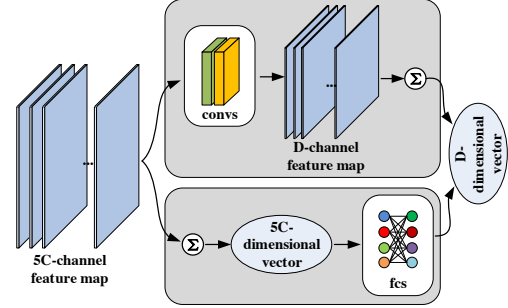 convs
...
Σ
D-channel
feature map
...
5C-channel
feature map
D-
dimensional
vector
Σ
5C-
dimensional
vector
fcs